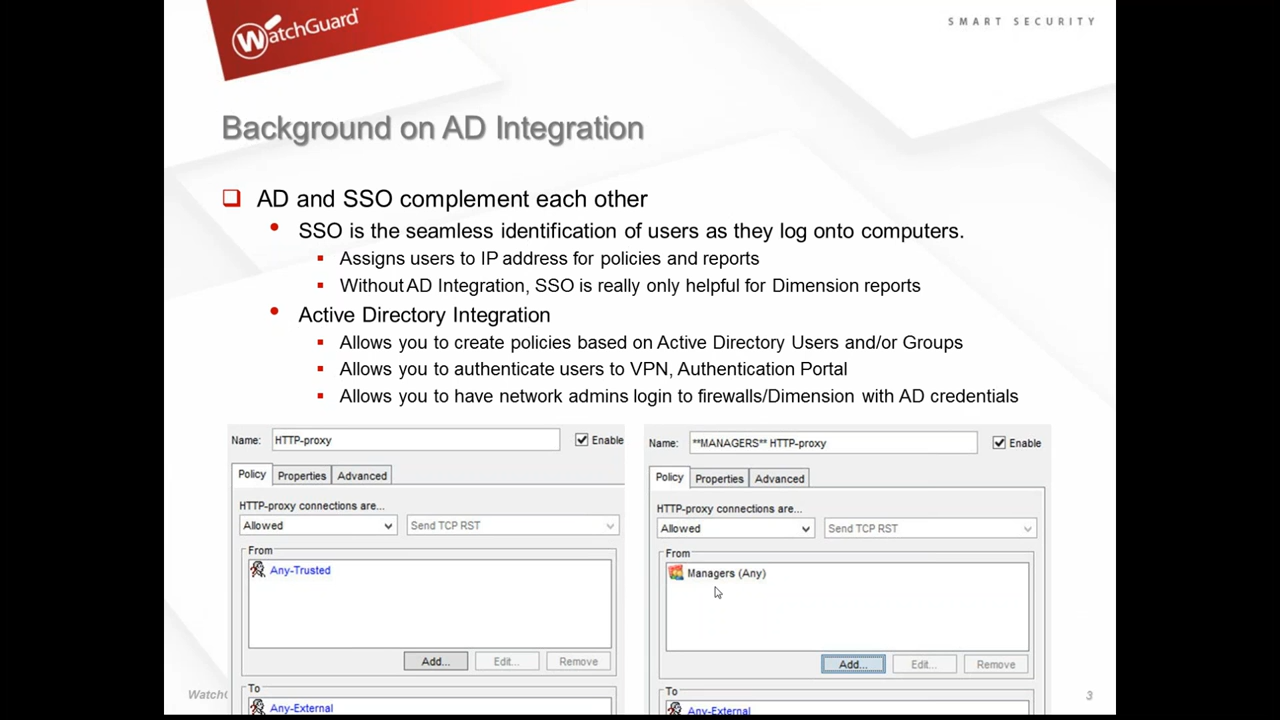 WatchGuard
SMART SECURITY
Background on AD Integration
AD and SSO complement each other
SSO is the seamless identification of users as they log onto computers.
Assigns users to IP address for policies and reports
Without AD Integration, SSO is really only helpful for Dimension reports
Active Directory Integration
Allows you to create policies based on Active Directory Users and/or Groups
Allows you to authenticate users to VPN, Authentication Portal
Allows you to have network admins login to firewalls/Dimension with AD credentials
Name: HTTP-proxy Enable
Policy Properties Advanced
HTTP-proxy connections are...
Allowed Send TCP RST
From
Any-Trusted
Add... Edit... Remove
To
Any-External
Name: **MANAGERS** HTTP-proxy Enable
Policy Properties Advanced
HTTP-proxy connections are...
Allowed Send TCP RST
From
Managers (Any)
Add... Edit... Remove
To
Any-External
3